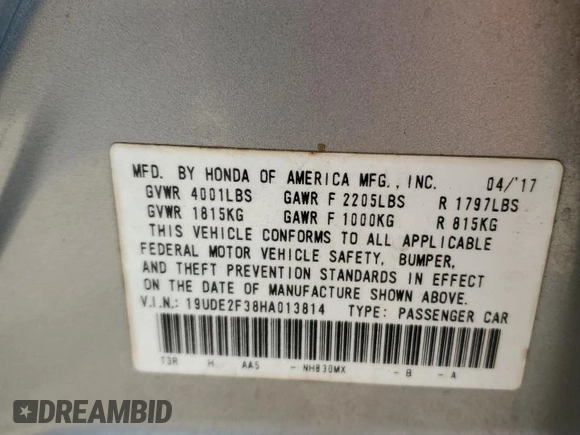 MFD. BY HONDA OF AMERICA MFG., INC. 04/'17
GVWR 4001LBS GAWR F 2205LBS R 1797LBS
GVWR 1815KG GAWR F 1000KG R 815KG
THIS VEHICLE CONFORMS TO ALL APPLICABLE
FEDERAL MOTOR VEHICLE SAFETY, BUMPER,
AND THEFT PREVENTION STANDARDS IN EFFECT
ON THE DATE OF MANUFACTURE SHOWN ABOVE.
V.I.N.: 19UDE2F38HA013814 TYPE: PASSENGER CAR
T3R H AA5 - NH830MX - B - A
DREAMBID